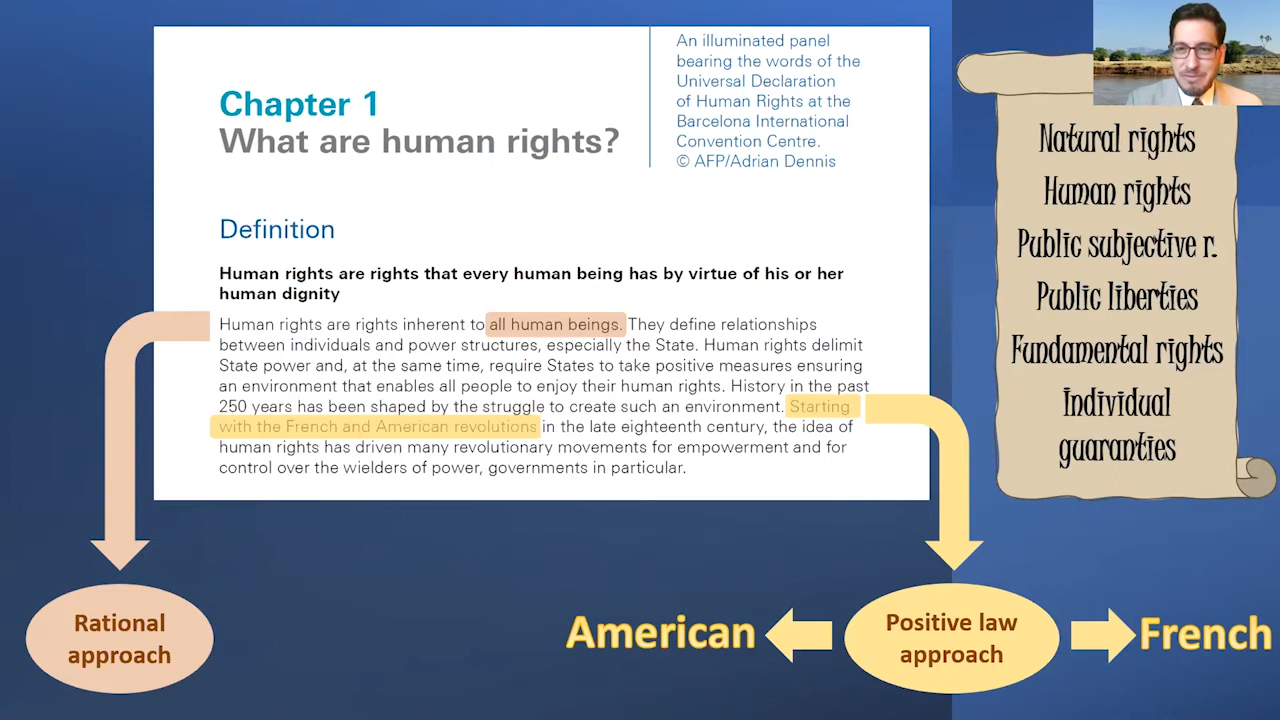 Chapter 1
What are human rights?
An illuminated panel
bearing the words of the
Universal Declaration
of Human Rights at the
Barcelona International
Convention Centre.
© AFP/Adrian Dennis
Definition
Human rights are rights that every human being has by virtue of his or her
human dignity
Human rights are rights inherent to all human beings. They define relationships
between individuals and power structures, especially the State. Human rights delimit
State power and, at the same time, require States to take positive measures ensuring
an environment that enables all people to enjoy their human rights. History in the past
250 years has been shaped by the struggle to create such an environment. Starting
with the French and American revolutions in the late eighteenth century, the idea of
human rights has driven many revolutionary movements for empowerment and for
control over the wielders of power, governments in particular.
Natural rights
Human rights
Public subjective r.
Public liberties
Fundamental rights
Individual
guaranties
Rational
approach
American
Positive law
approach
French